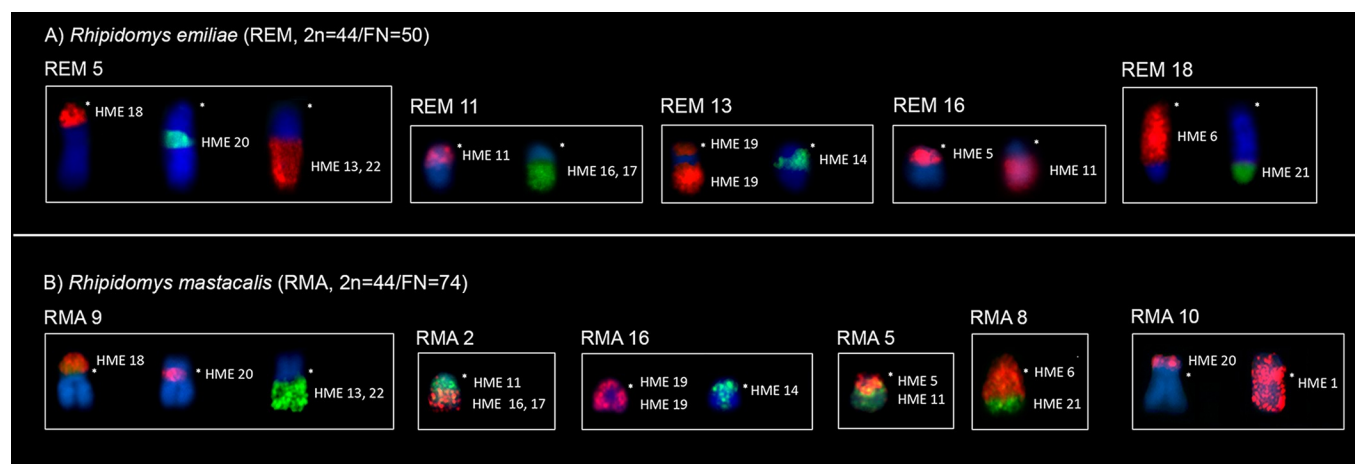 A) Rhipidomys emiliae (REM, 2n=44/FN=50)
REM 5
* HME 18
*
HME 20
*
HME 13, 22
REM 11
* HME 11
*
HME 16, 17
REM 13
HME 19 *
HME 19
*
HME 14
REM 16
*
HME 5
*
HME 11
REM 18
*
HME 6
*
HME 21
B) Rhipidomys mastacalis (RMA, 2n=44/FN=74)
RMA 9
HME 18
*
* HME 20
*
HME 13, 22
RMA 2
* HME 11
HME 16, 17
RMA 16
* HME 19
HME 19
* HME 14
RMA 5
* HME 5
HME 11
RMA 8
* HME 6
HME 21
RMA 10
HME 20
*
* HME 1